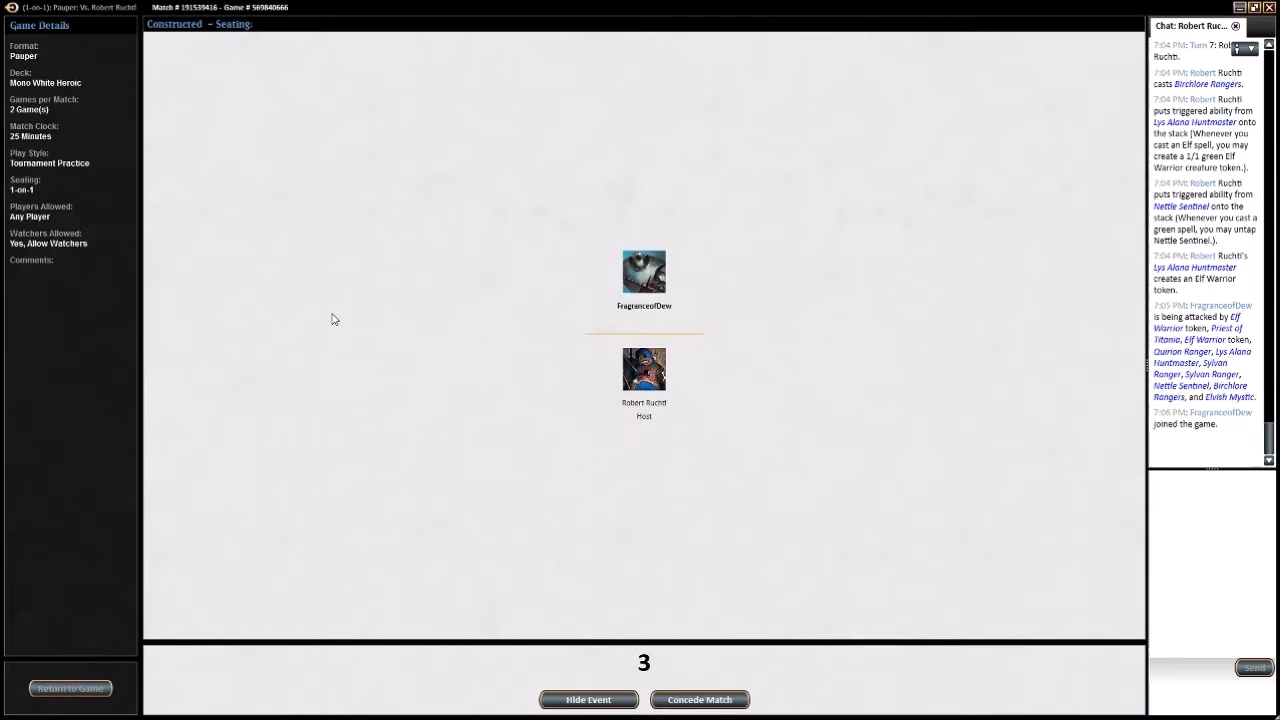 (1-on-1): Pauper: Vs. Robert Ruchti
Match # 191539416 - Game # 569840666
Game Details
Format:
Pauper
Deck:
Mono White Heroic
Games per Match:
2 Game(s)
Match Clock:
25 Minutes
Play Style:
Tournament Practice
Seating:
1-on-1
Players Allowed:
Any Player
Watchers Allowed:
Yes, Allow Watchers
Comments:
Return to Game
Constructed - Seating:
FragranceofDew
Robert Ruchti
Host
3
Hide Event
Concede Match
Chat: Robert Ruc...
7:04 PM: Turn 7: Rob
Ruchti.
7:04 PM: Robert Ruchti
casts Birchlore Rangers.
7:04 PM: Robert Ruchti
puts triggered ability from
Lys Alana Huntmaster onto
the stack (Whenever you
cast an Elf spell, you may
create a 1/1 green Elf
Warrior creature token.).
7:04 PM: Robert Ruchti
puts triggered ability from
Nettle Sentinel onto the
stack (Whenever you cast a
green spell, you may untap
Nettle Sentinel.).
7:04 PM: Robert Ruchti's
Lys Alana Huntmaster
creates an Elf Warrior
token.
7:05 PM: FragranceofDew
is being attacked by Elf
Warrior token, Priest of
Titania, Elf Warrior token,
Quirion Ranger, Lys Alana
Huntmaster, Sylvan
Ranger, Sylvan Ranger,
Nettle Sentinel, Birchlore
Rangers, and Elvish Mystic.
7:06 PM: FragranceofDew
joined the game.
Send